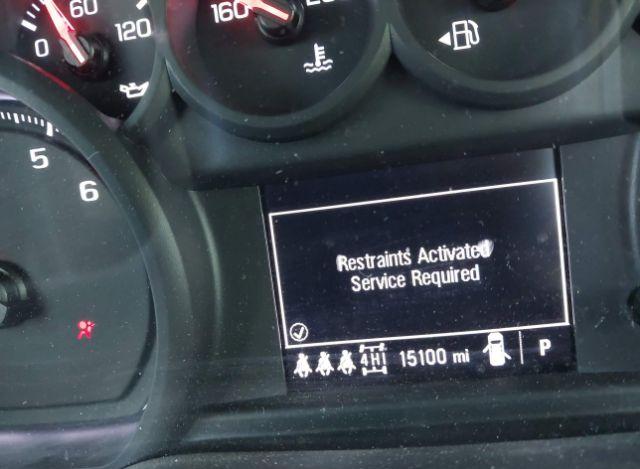 0 60 120
160
5
6
Restraints Activated
Service Required
4HI 15100 mi P